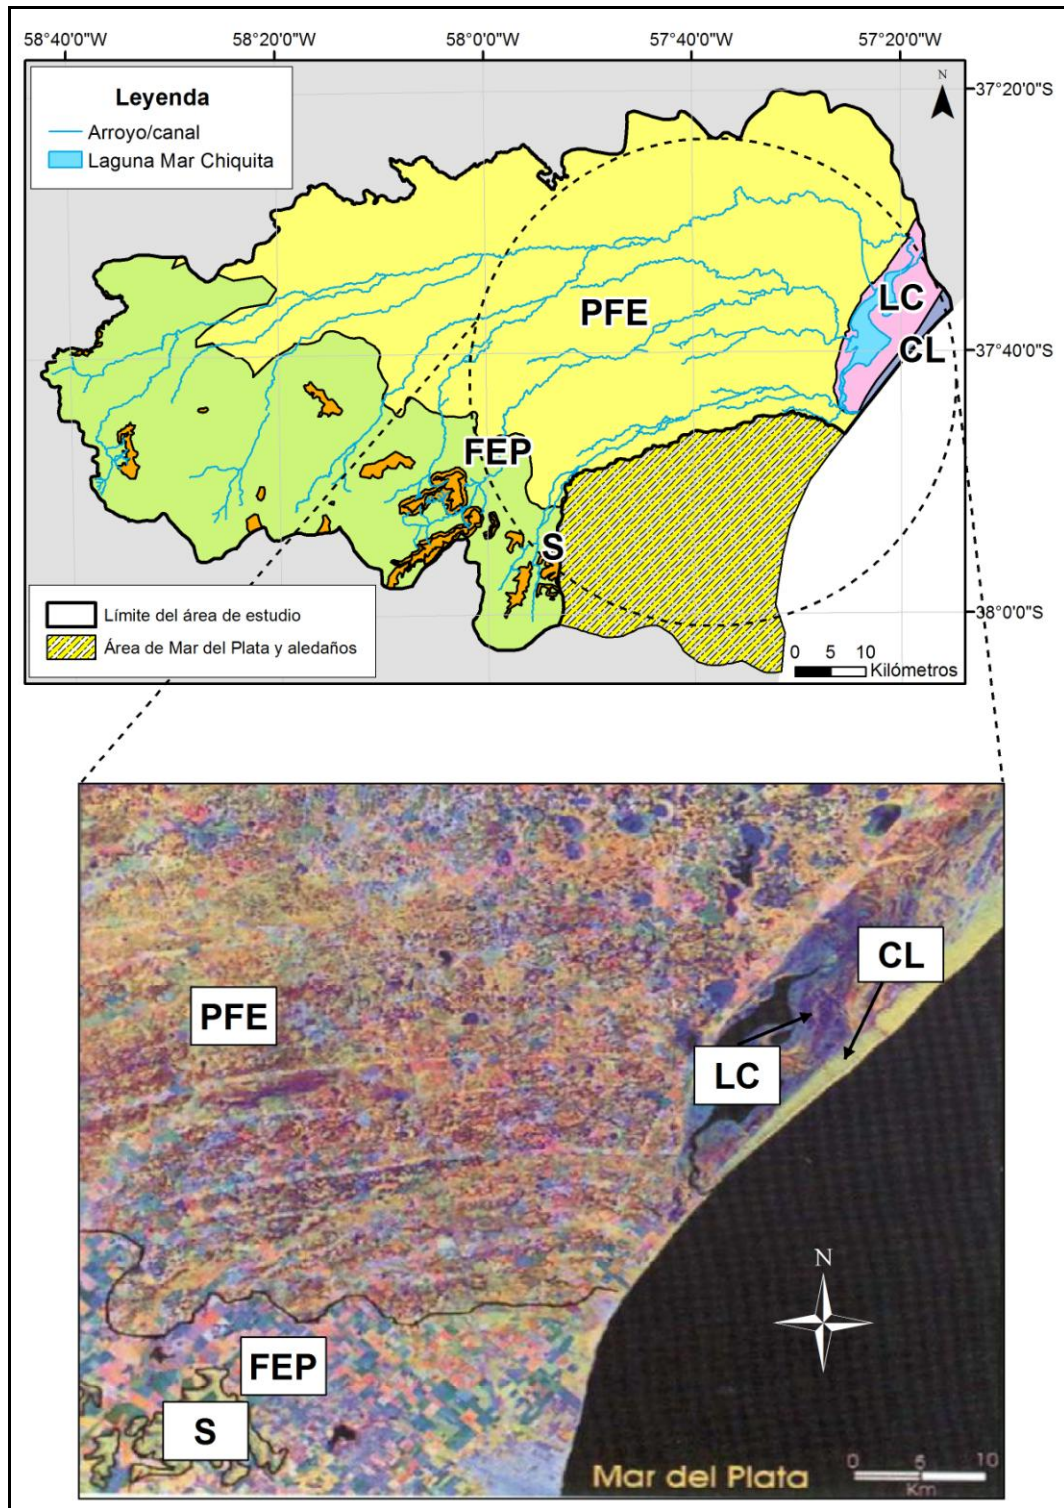 58°40'0"W 58°20'0"W 58°0'0"W 57°40'0"W 57°20'0"W
Leyenda
Arroyo/canal
Laguna Mar Chiquita
N
37°20'0"S
LC
PFE
CL
37°40'0"S
FEP
S
38°0'0"S
Límite del área de estudio
Área de Mar del Plata y aledaños
0 5 10
Kilómetros
CL
PFE
LC
N
FEP
S
Mar del Plata
0 5 10
Km